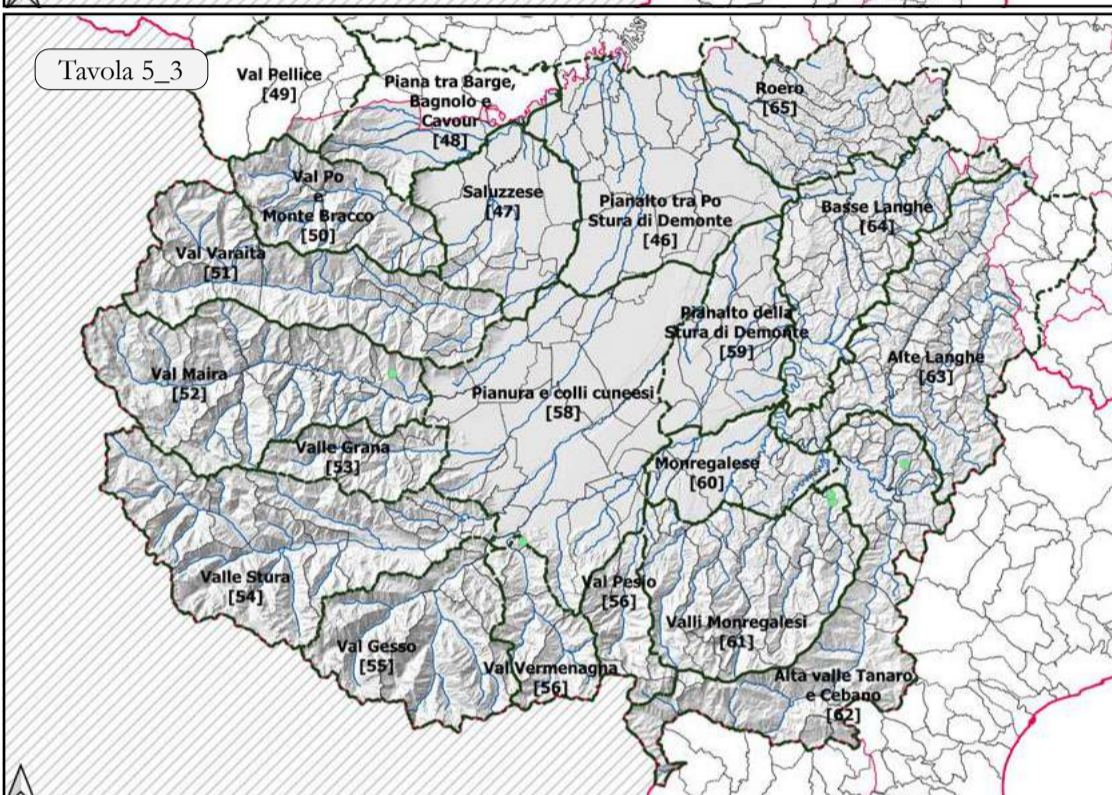 Tavola 5_3
Val Pellice
[49]
Piana tra Barge,
Bagnolo e
Cavour
[48]
Roero
[65]
Val Po
e
Monte Bracco
[50]
Saluzzese
[47]
Pianalto tra Po
Stura di Demonte
[46]
Basse Langhe
[64]
Val Varaita
[51]
Pianalto della
Stura di Demonte
[59]
Alte Langhe
[63]
Val Maira
[52]
Pianura e colli cuneesi
[58]
Valle Grana
[53]
Monregalese
[60]
Valle Stura
[54]
Val Pesio
[56]
Valli Monregalesi
[61]
Val Gesso
[55]
Val Vermenagna
[56]
Alta valle Tanaro
e Cebano
[62]